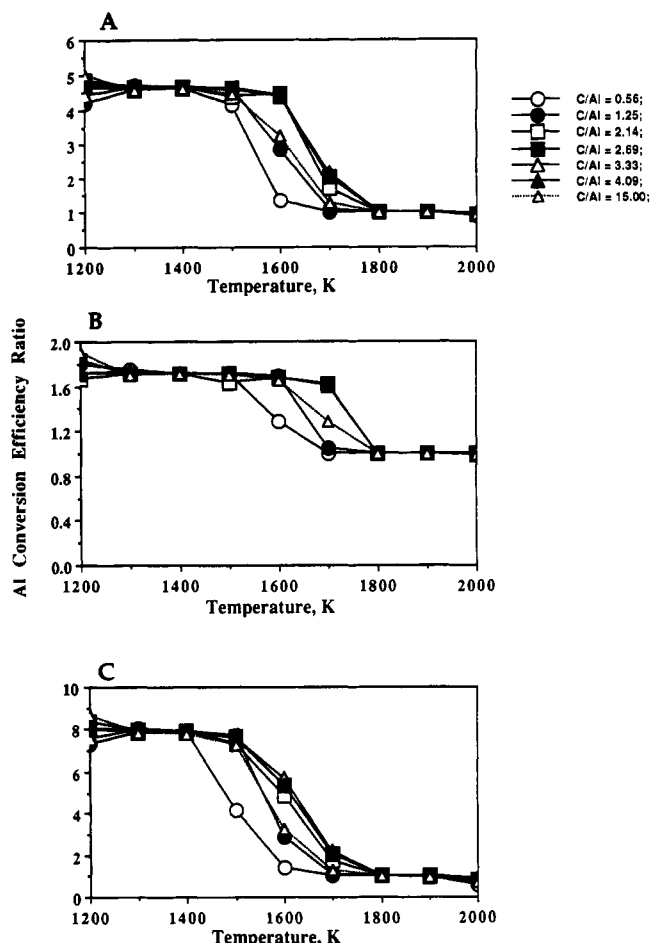 A
6
5
4
3
2
1
0
1200 1400 1600 1800 2000
Temperature, K
C/Al = 0.56;
C/Al = 1.25;
C/Al = 2.14;
C/Al = 2.69;
C/Al = 3.33;
C/Al = 4.09;
C/Al = 15.00;
Al Conversion Efficiency Ratio
B
2.0
1.6
1.2
0.8
0.4
0.0
1200 1400 1600 1800 2000
Temperature, K
C
10
8
6
4
2
0
1200 1400 1600 1800 2000
Temperature, K